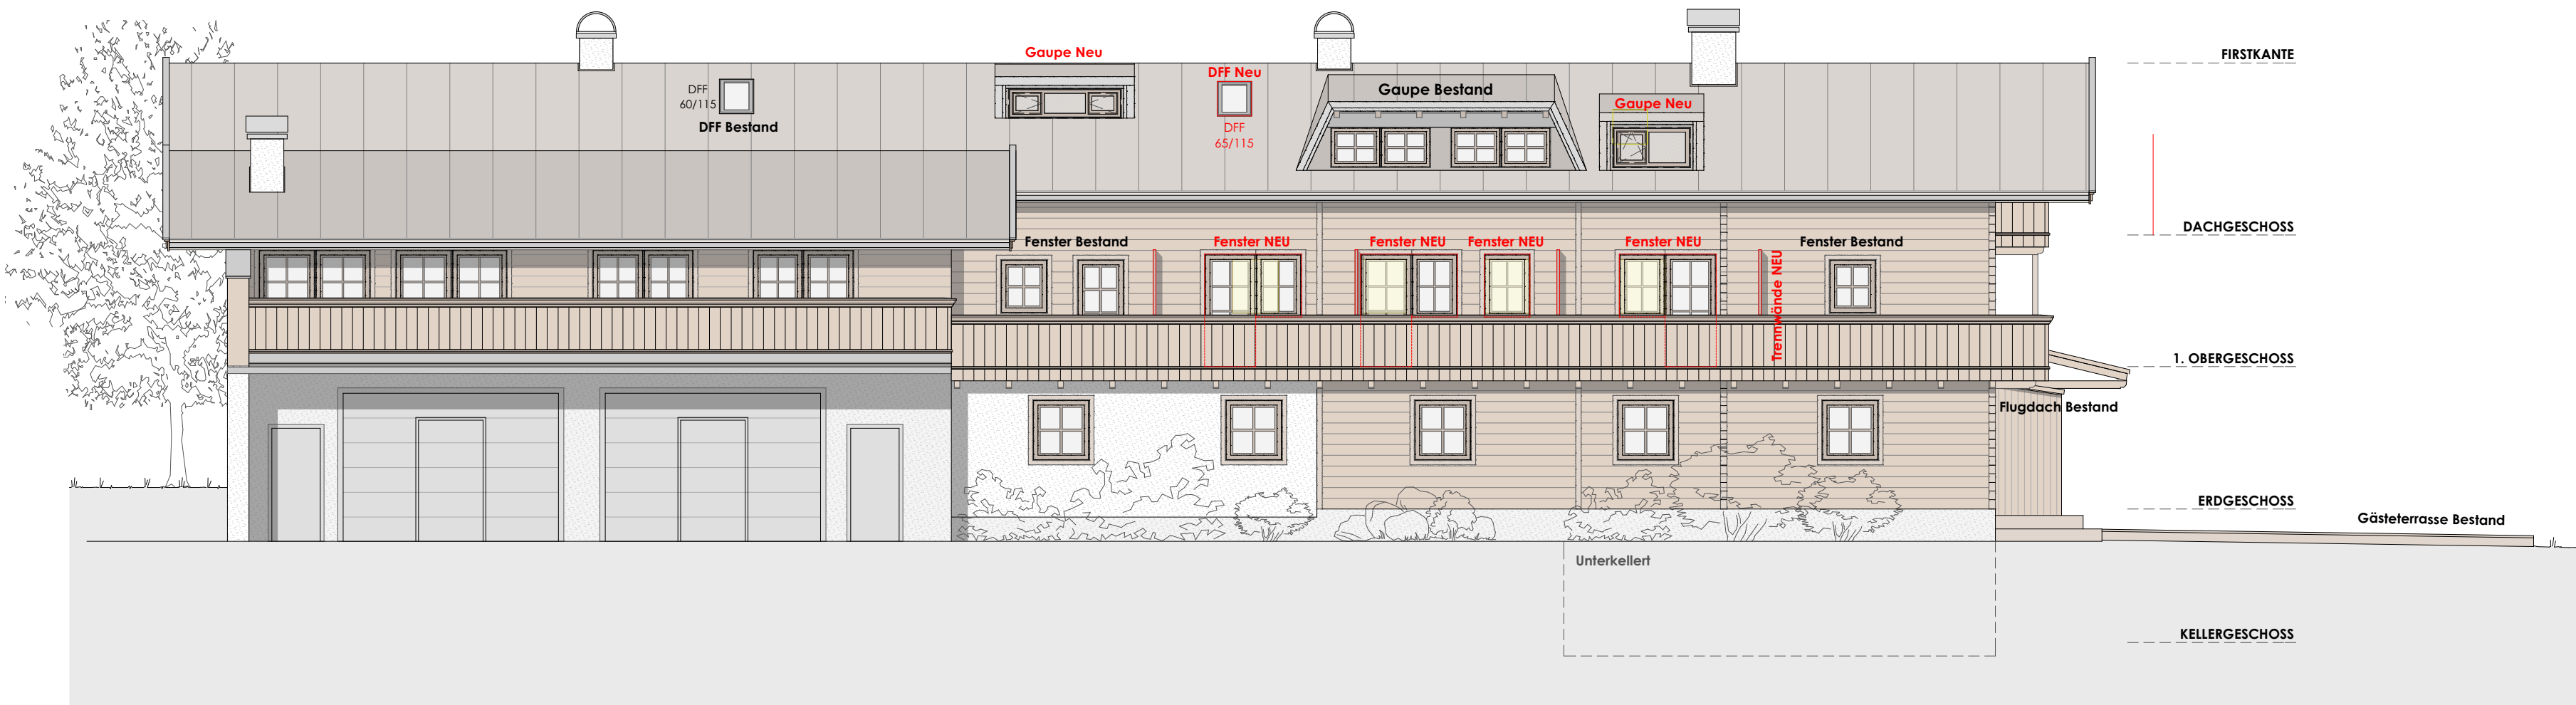 Gaupe Neu
FIRSTKANTE
DFF Neu
DFF
60/115
Gaupe Bestand
Gaupe Neu
DFF Bestand
DFF
65/115
DACHGESCHOSS
Fenster Bestand
Fenster NEU
Fenster NEU
Fenster NEU
Fenster NEU
Fenster Bestand
Trennwände NEU
1. OBERGESCHOSS
Flugdach Bestand
ERDGESCHOSS
Gästeterrasse Bestand
Unterkellert
KELLERGESCHOSS